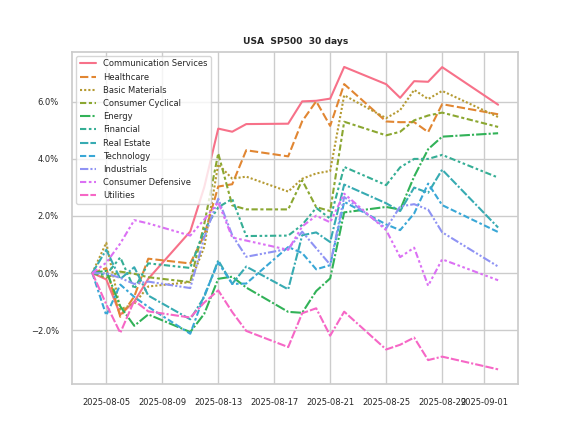 USA SP500 30 days
Communication Services
Healthcare
Basic Materials
Consumer Cyclical
Energy
Financial
Real Estate
Technology
Industrials
Consumer Defensive
Utilities
6.0%
4.0%
2.0%
0.0%
−2.0%
2025-08-05 2025-08-09 2025-08-13 2025-08-17 2025-08-21 2025-08-25 2025-08-29 2025-09-01